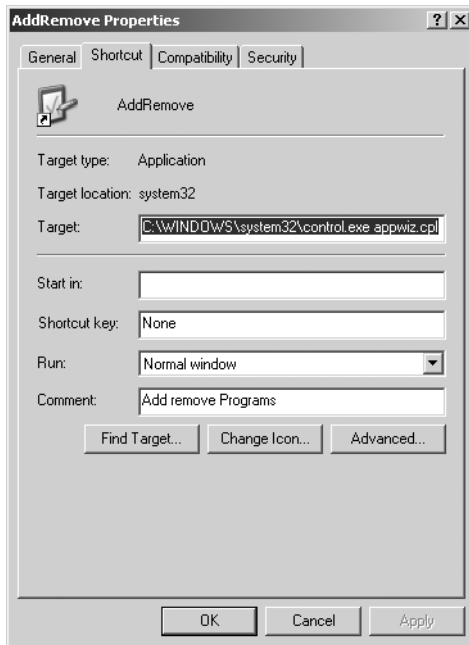 AddRemove Properties
General Shortcut Compatibility Security
AddRemove
Target type: Application
Target location: system32
Target: C:\WINDOWS\system32\control.exe appwiz.cpl
Start in:
Shortcut key: None
Run: Normal window
Comment: Add remove Programs
Find Target... Change Icon... Advanced...
OK Cancel Apply